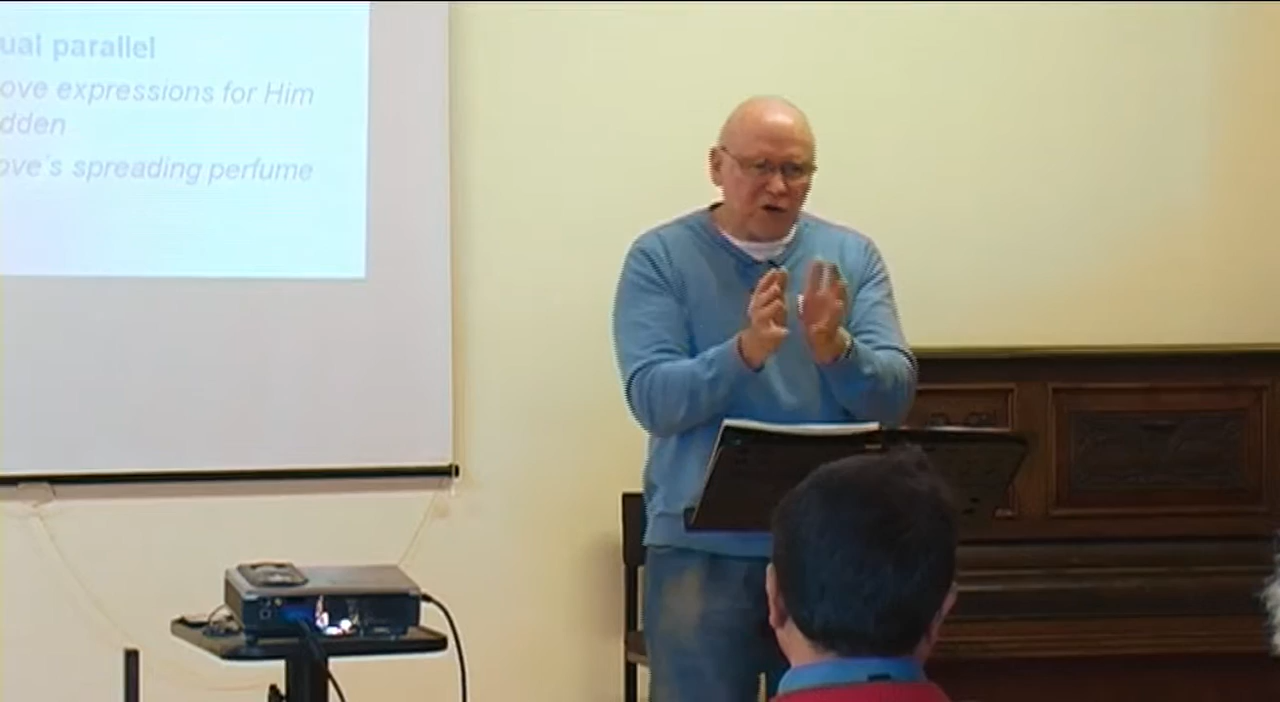 ual parallel
ove expressions for Him
dden
ove's spreading perfume